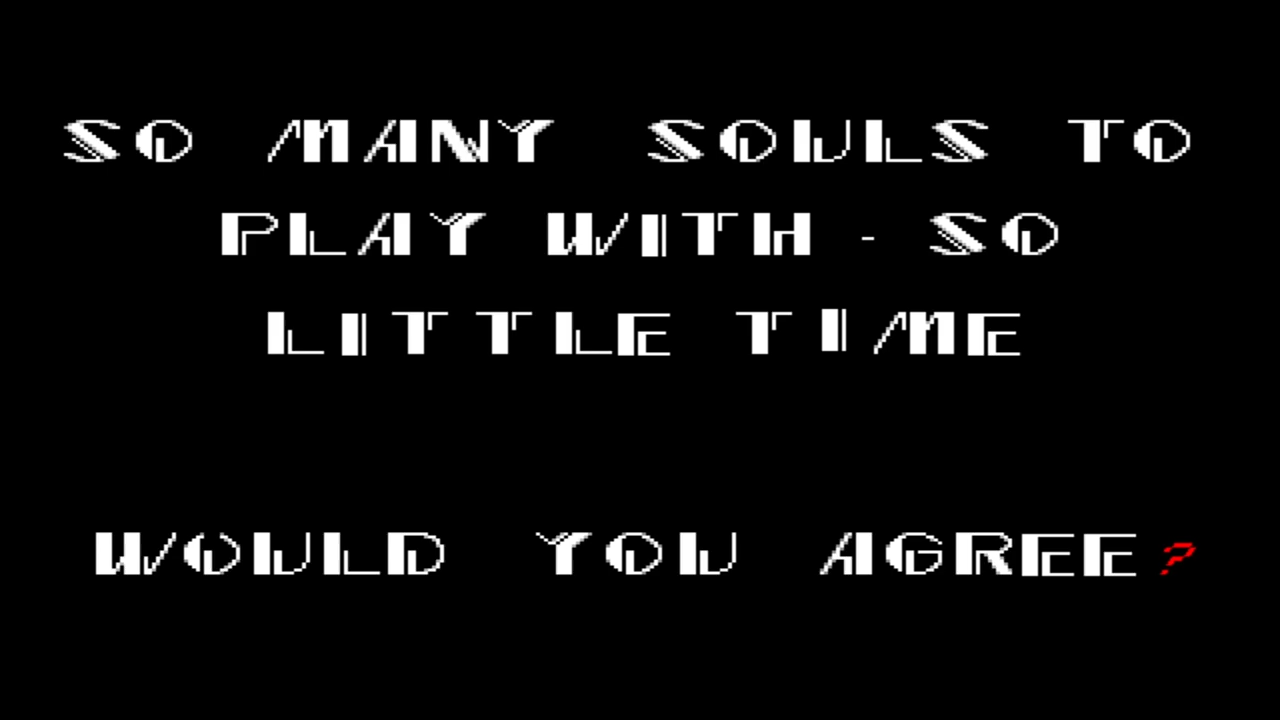 SO MANY SOULS TO
PLAY WITH - SO
LITTLE TIME
WOULD YOU AGREE?